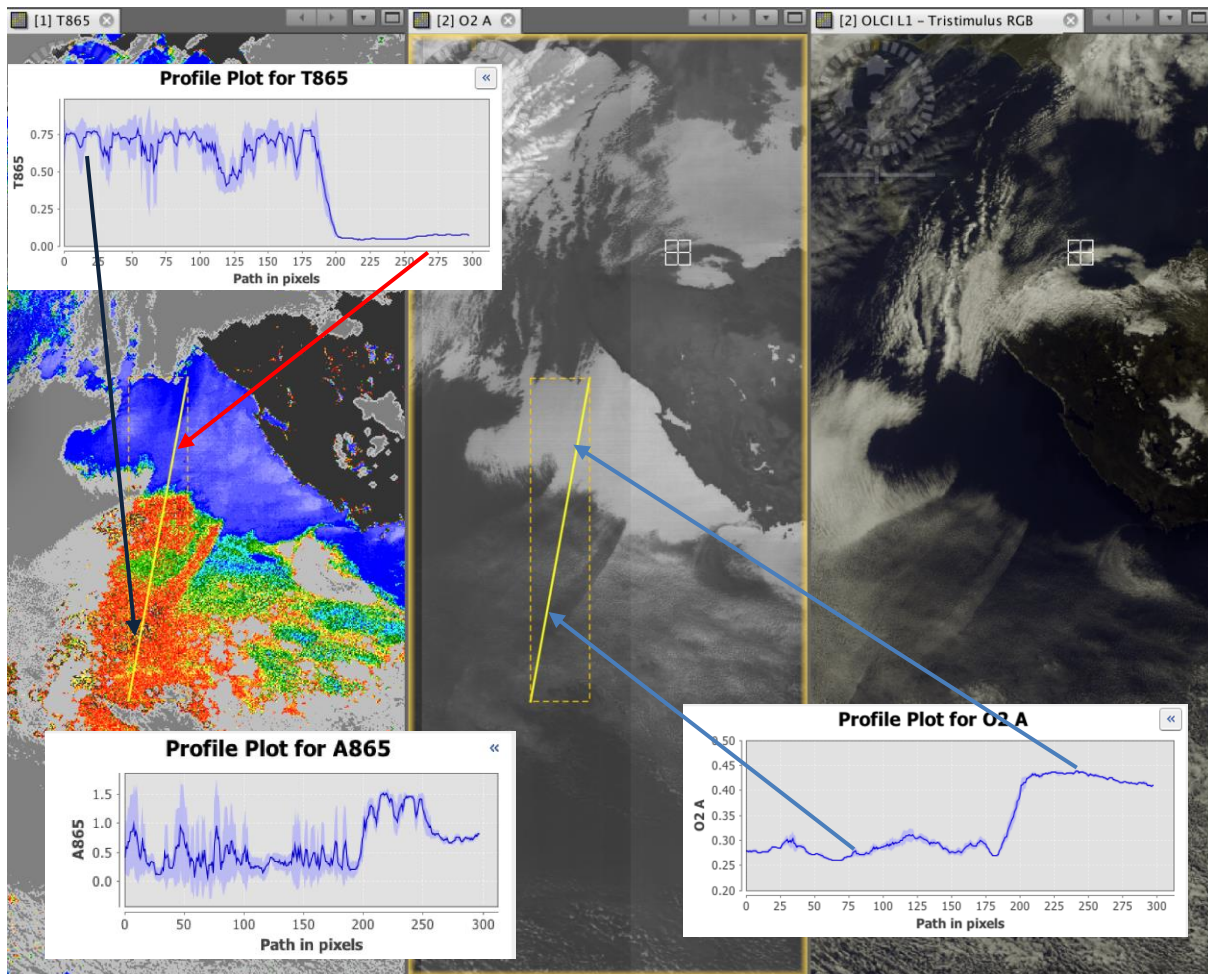 [1] T865
[2] O2 A
[2] OLCI L1 - Tristimulus RGB
Profile Plot for T865
«
T865
0.75
0.50
0.25
0.00
0 25 50 75 100 125 150 175 200 225 250 275 300
Path in pixels
Profile Plot for A865
«
A865
1.5
1.0
0.5
0.0
0 50 100 150 200 250 300
Path in pixels
Profile Plot for O2 A
«
O2 A
0.50
0.45
0.40
0.35
0.30
0.25
0.20
0 25 50 75 100 125 150 175 200 225 250 275 300
Path in pixels